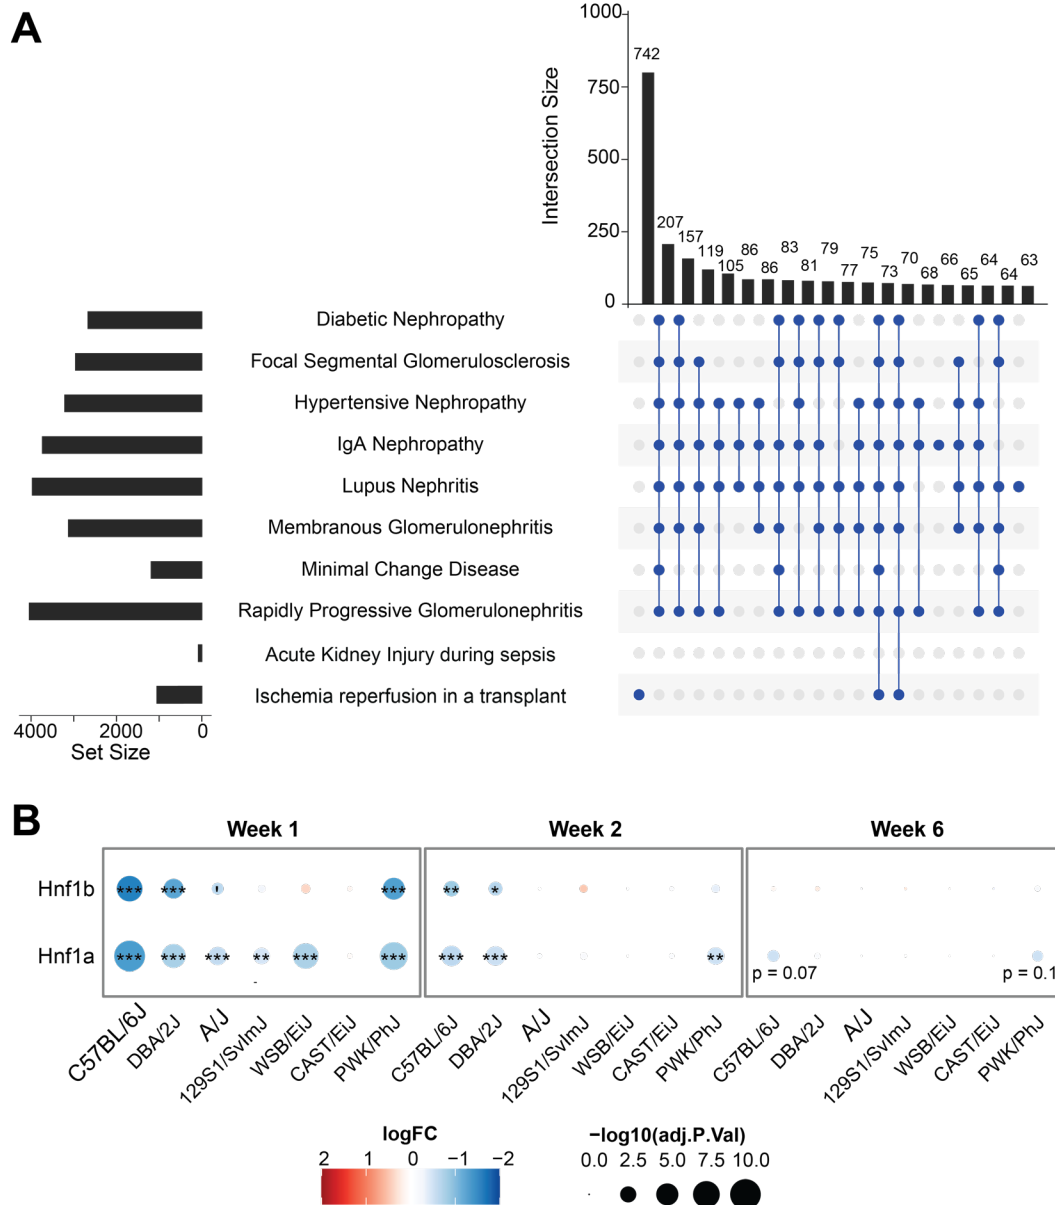 A
Intersection Size
1000
750
500
250
0
742
207
157
119
105
86
86
83
81
79
77
75
73
70
68
66
65
64
64
63
Diabetic Nephropathy
Focal Segmental Glomerulosclerosis
Hypertensive Nephropathy
IgA Nephropathy
Lupus Nephritis
Membranous Glomerulonephritis
Minimal Change Disease
Rapidly Progressive Glomerulonephritis
Acute Kidney Injury during sepsis
Ischemia reperfusion in a transplant
4000 2000 0
Set Size
B
Week 1 Week 2 Week 6
Hnf1b *** *** ' *** ** *
Hnf1a *** *** *** ** *** *** *** *** **
p = 0.07 p = 0.1
C57BL/6J DBA/2J A/J 129S1/SvImJ WSB/EiJ CAST/EiJ PWK/PhJ C57BL/6J DBA/2J A/J 129S1/SvImJ WSB/EiJ CAST/EiJ PWK/PhJ C57BL/6J DBA/2J A/J 129S1/SvImJ WSB/EiJ CAST/EiJ PWK/PhJ
logFC −log10(adj.P.Val)
2 1 0 −1 −2 0.0 2.5 5.0 7.5 10.0